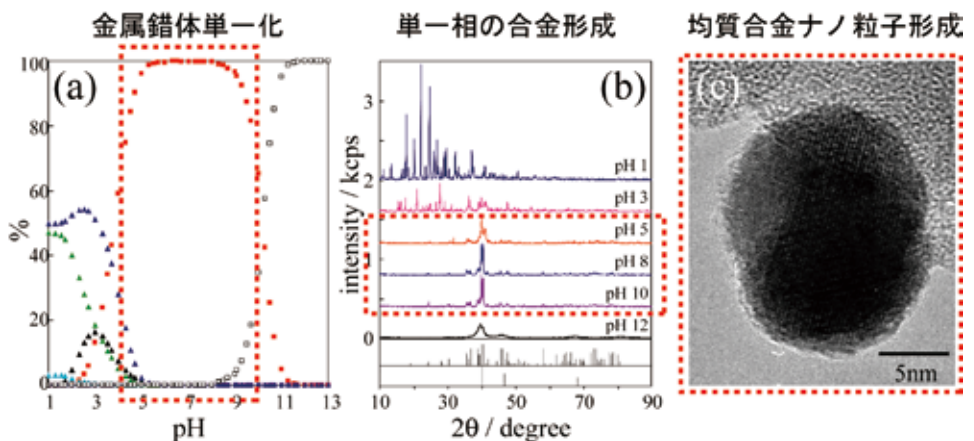 金属錯体単一化
単一相の合金形成
均質合金ナノ粒子形成
(a)
100
80
60
40
20
0
%
1 3 5 7 9 11 13
pH
(b)
3
2
1
0
intensity / kcps
pH 1
pH 3
pH 5
pH 8
pH 10
pH 12
10 30 50 70 90
2θ / degree
(c)
5nm